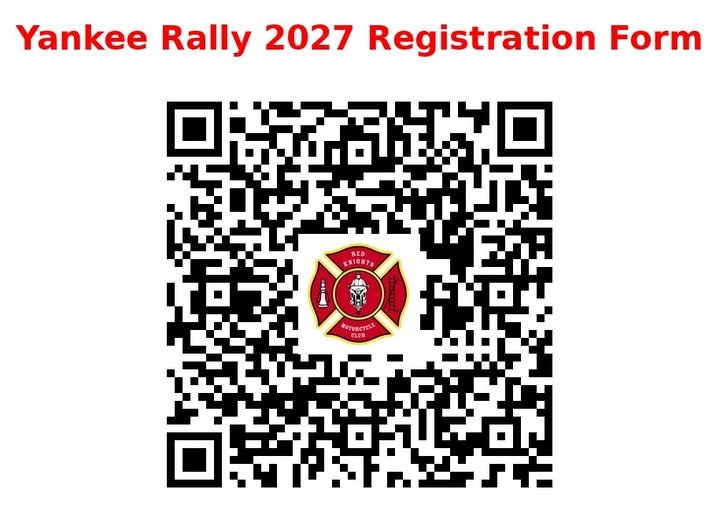 Yankee Rally 2027 Registration Form
RED
KNIGHTS
MOTORCYCLE
CLUB